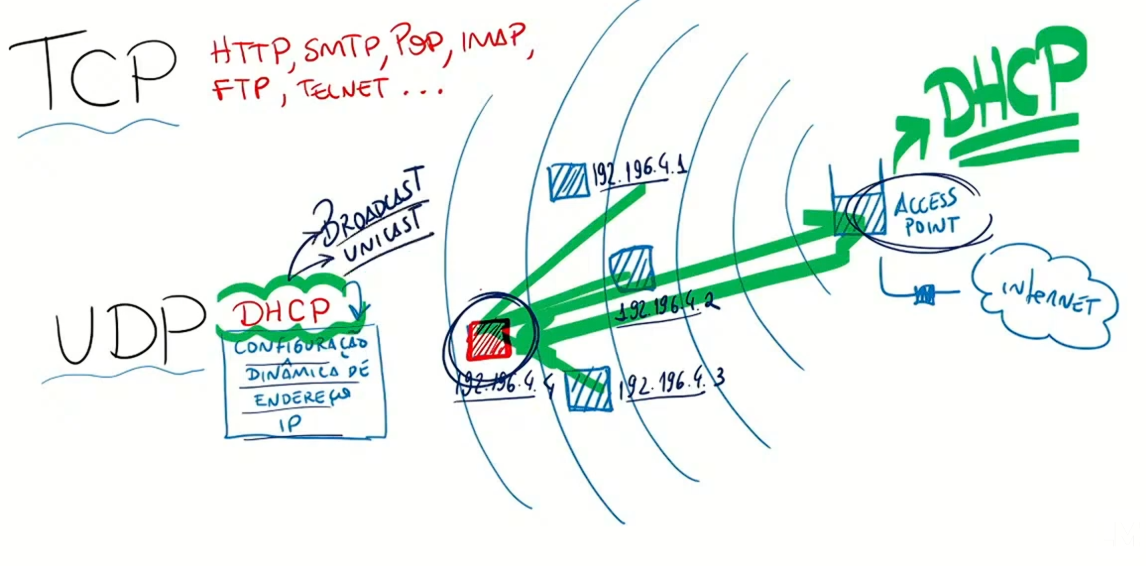 TCP
HTTP, SMTP, POP, IMAP,
FTP, TELNET ...
DHCP
192.196.4.1
ACCESS
POINT
BROADCAST
UNICAST
INTERNET
UDP
DHCP
192.196.4.2
CONFIGURAÇÃO
DINÂMICA DE
ENDEREÇO
IP
192.196.4.4
192.196.4.3